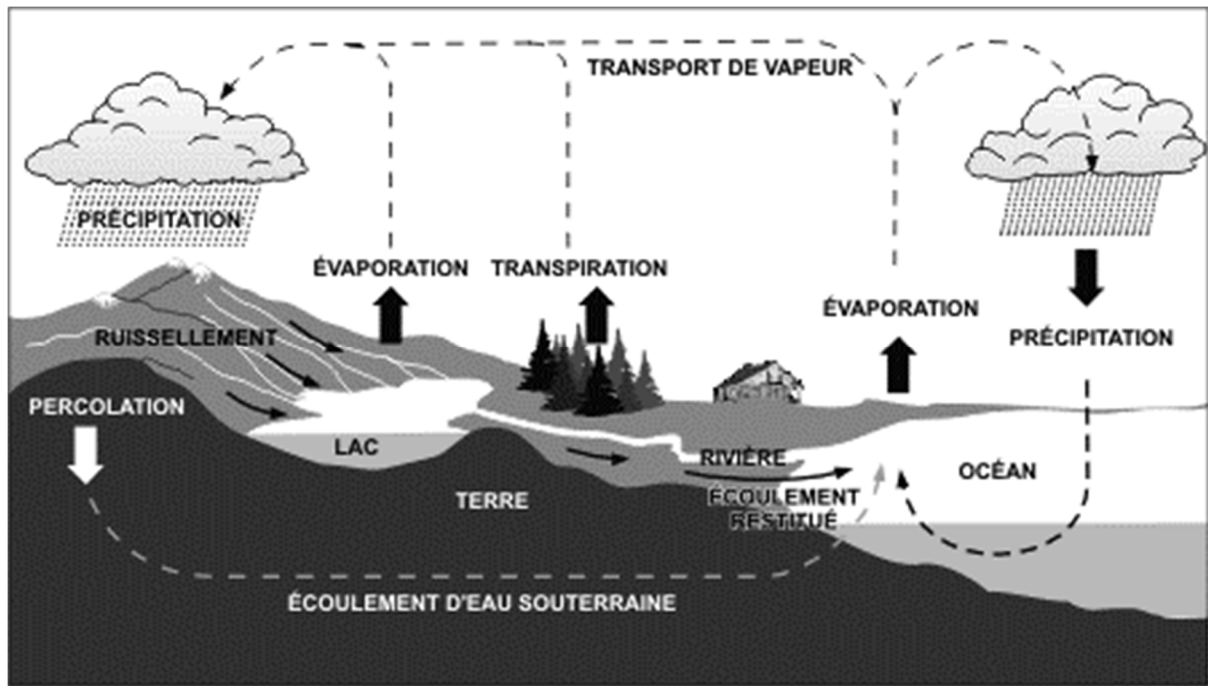 TRANSPORT DE VAPEUR
PRÉCIPITATION
ÉVAPORATION
TRANSPIRATION
ÉVAPORATION
PRÉCIPITATION
RUISSELLEMENT
PERCOLATION
LAC
RIVIÈRE
OCÉAN
TERRE
ÉCOULEMENT
RESTITUÉ
ÉCOULEMENT D'EAU SOUTERRAINE